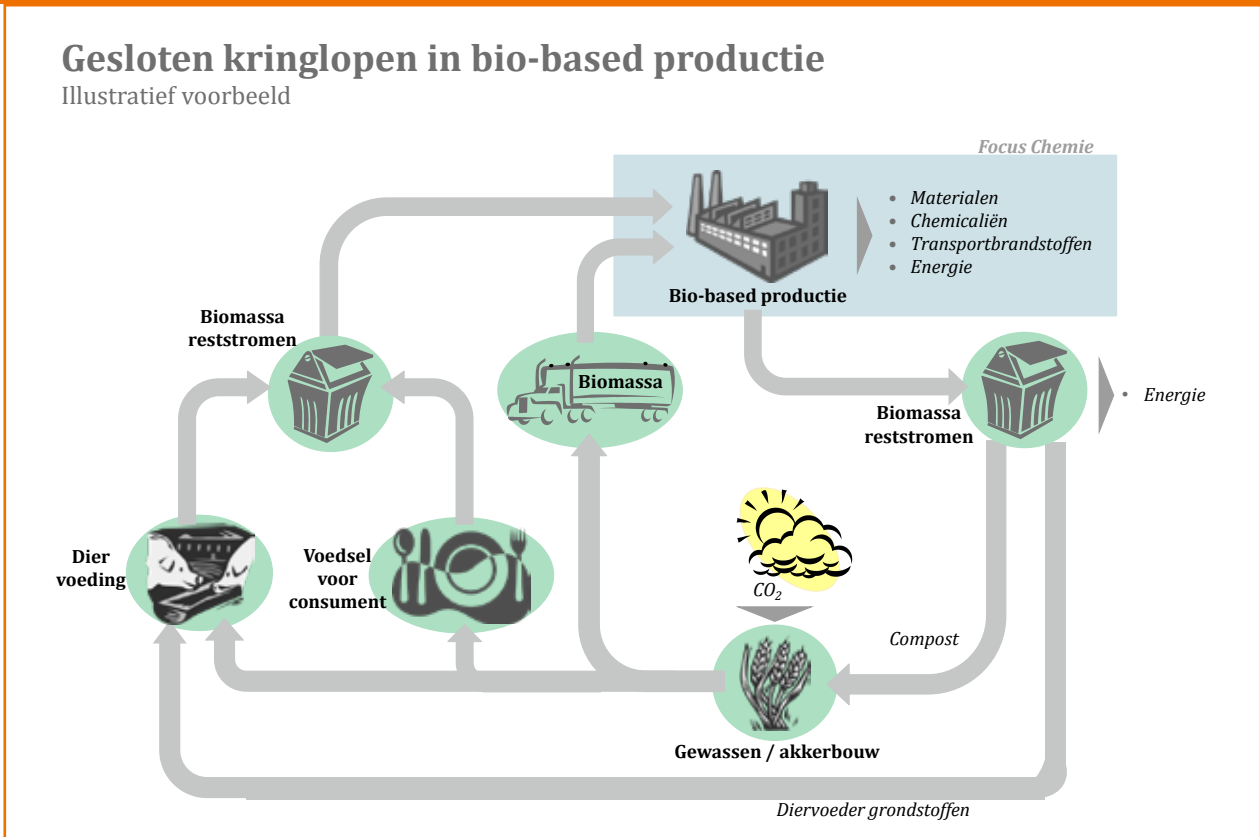 Gesloten kringlopen in bio-based productie
Illustratief voorbeeld
Focus Chemie
• Materialen
• Chemicaliën
• Transportbrandstoffen
• Energie
Bio-based productie
Biomassa
reststromen
Biomassa
Biomassa
reststromen
• Energie
Dier
voeding
Voedsel
voor
consument
CO₂
Compost
Gewassen / akkerbouw
Diervoeder grondstoffen